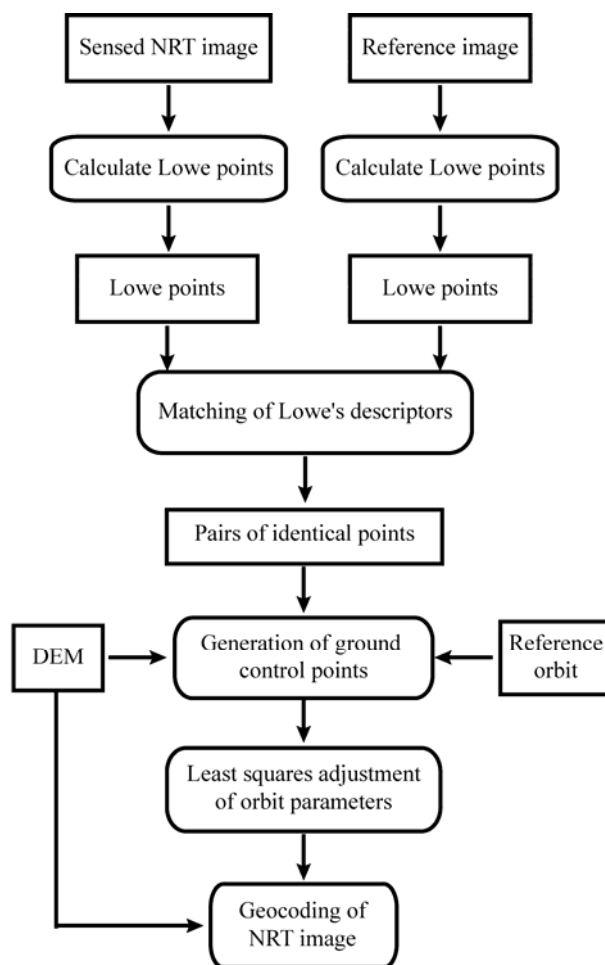 Sensed NRT image
Reference image
Calculate Lowe points
Calculate Lowe points
Lowe points
Lowe points
Matching of Lowe's descriptors
Pairs of identical points
DEM
Generation of ground
control points
Reference
orbit
Least squares adjustment
of orbit parameters
Geocoding of
NRT image